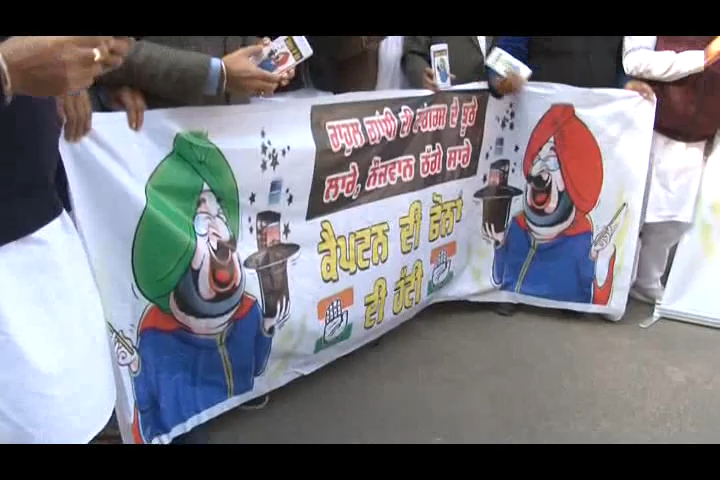 ਰਾਹੁਲ ਗਾਂਧੀ ਦੀ ਕਾਂਗਰਸ ਦੇ ਬੁਰੇ
ਲਾਰੇ, ਨੌਜਵਾਨ ਠੱਗੇ ਸਾਰੇ
ਕੈਪਟਨ ਦੀ ਫੋਨਾਂ
ਦੀ ਹੱਟੀ